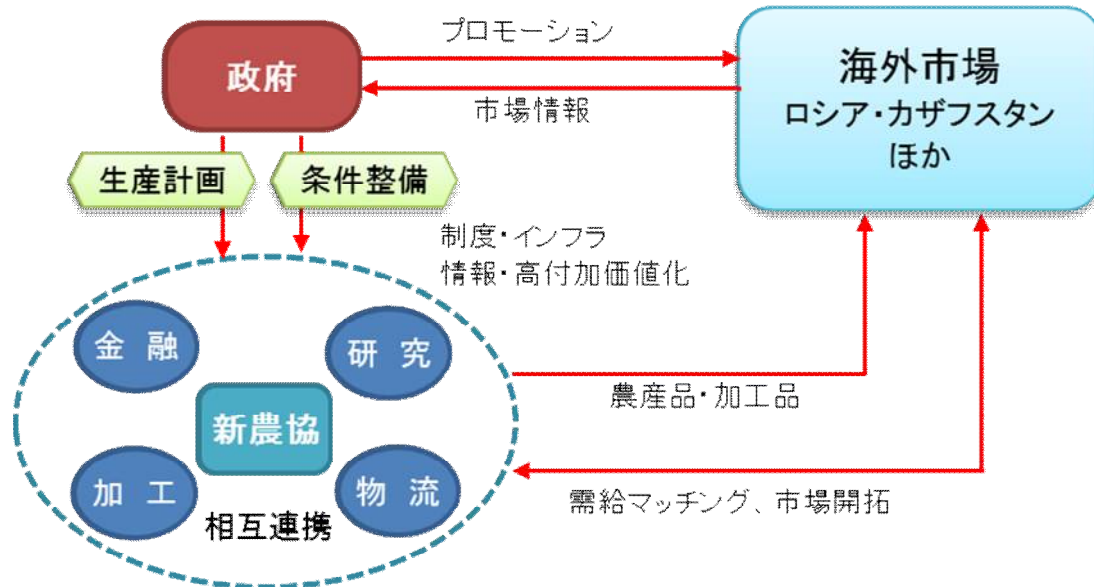 プロモーション
政府
市場情報
海外市場
ロシア・カザフスタン
ほか
生産計画
条件整備
制度・インフラ
情報・高付加価値化
金 融
研 究
新農協
加 工
物 流
相互連携
農産品・加工品
需給マッチング、市場開拓